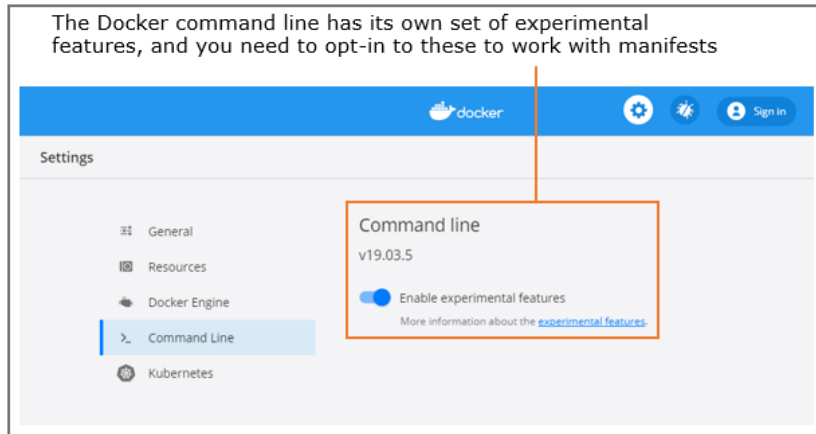 The Docker command line has its own set of experimental
features, and you need to opt-in to these to work with manifests
docker
Sign in
Settings
General
Resources
Docker Engine
Command Line
Kubernetes
Command line
v19.03.5
Enable experimental features
More information about the experimental features.